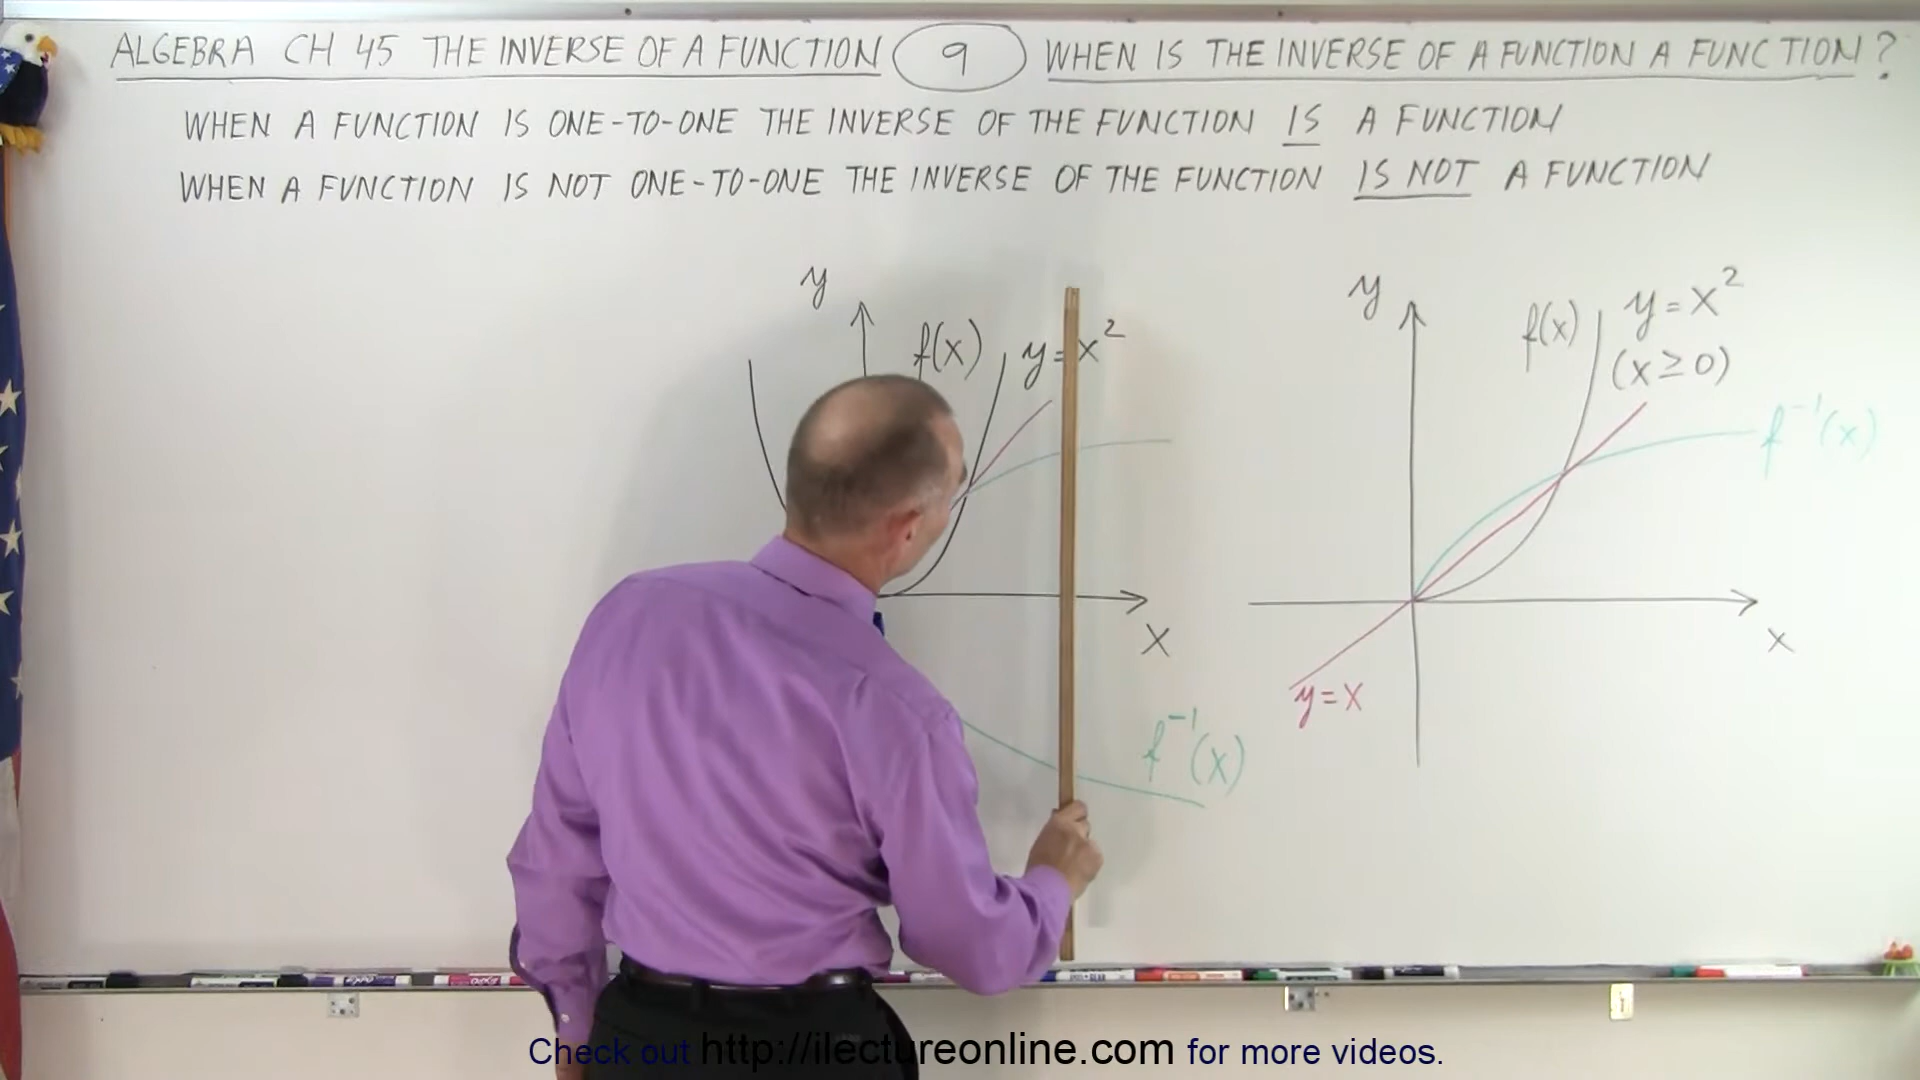 ALGEBRA CH 45 THE INVERSE OF A FUNCTION 9 WHEN IS THE INVERSE OF A FUNCTION A FUNCTION?
WHEN A FUNCTION IS ONE-TO-ONE THE INVERSE OF THE FUNCTION IS A FUNCTION
WHEN A FUNCTION IS NOT ONE-TO-ONE THE INVERSE OF THE FUNCTION IS NOT A FUNCTION
y
f(x)
y=x²
x
f⁻¹(x)
y
f(x)
y=x²
(x≥0)
f⁻¹(x)
x
y=x
Check out http://ilectureonline.com for more videos.